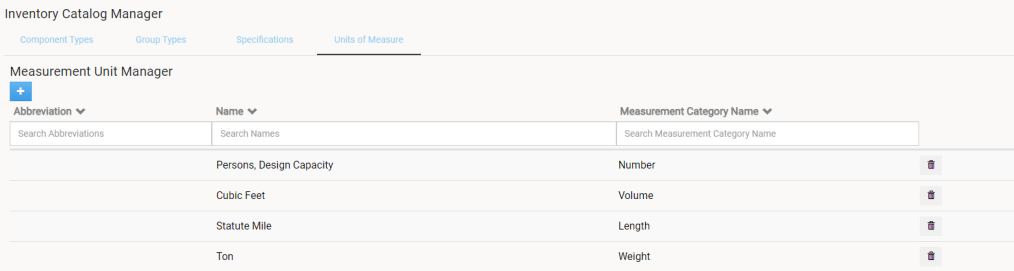 Inventory Catalog Manager
Component Types Group Types Specifications Units of Measure
Measurement Unit Manager
+
Abbreviation Name Measurement Category Name
Search Abbreviations Search Names Search Measurement Category Name
Persons, Design Capacity Number
Cubic Feet Volume
Statute Mile Length
Ton Weight